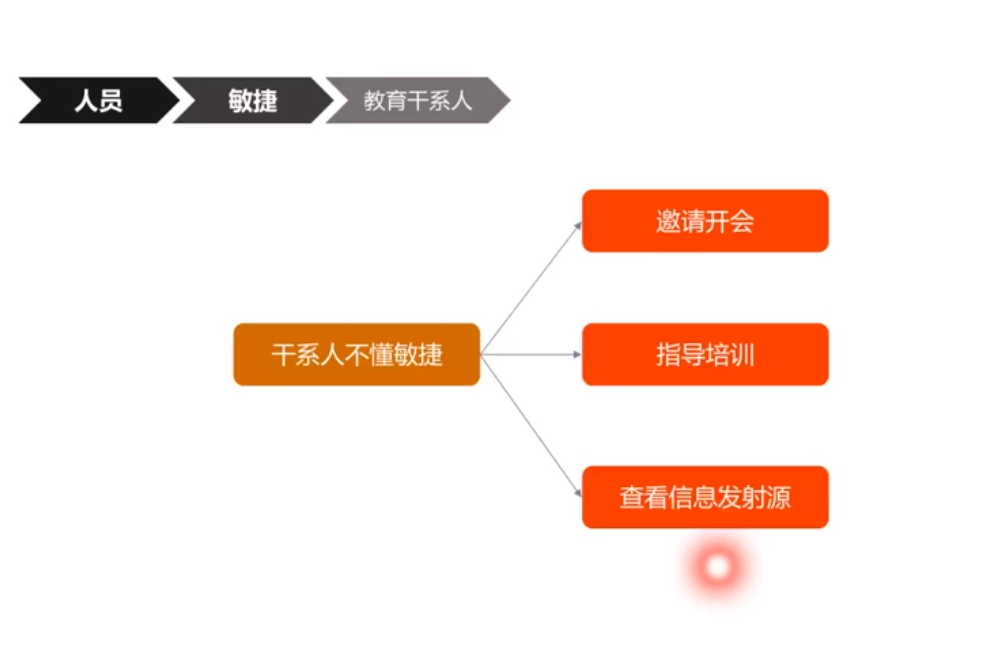 人员
敏捷
教育干系人
邀请开会
干系人不懂敏捷
指导培训
查看信息发射源